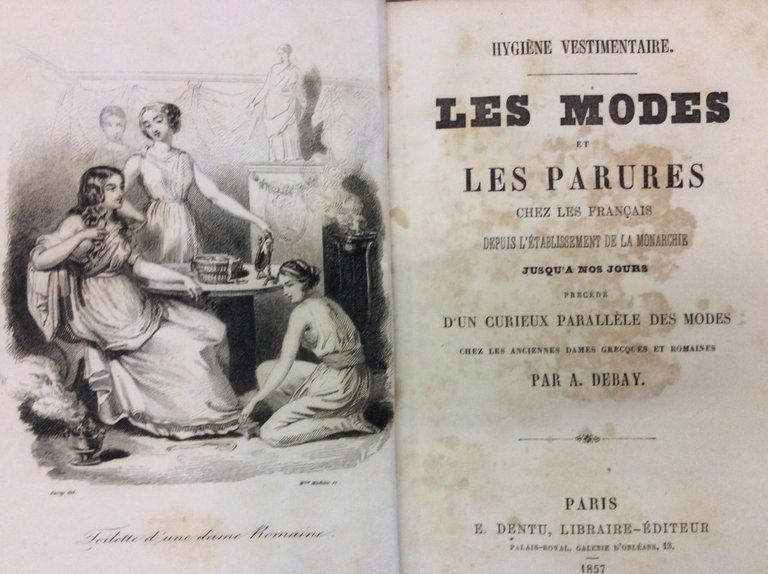 Toilette d'une dame Romaine.
HYGIÈNE VESTIMENTAIRE.
LES MODES
ET
LES PARURES
CHEZ LES FRANÇAIS
DEPUIS L'ÉTABLISSEMENT DE LA MONARCHIE
JUSQU'A NOS JOURS
PRÉCÉDÉ
D'UN CURIEUX PARALLÈLE DES MODES
CHEZ LES ANCIENNES DAMES GRECQUES ET ROMAINES
PAR A. DEBAY.
PARIS
E. DENTU, LIBRAIRE-ÉDITEUR
PALAIS-ROYAL, GALERIE D'ORLÉANS, 13.
1857